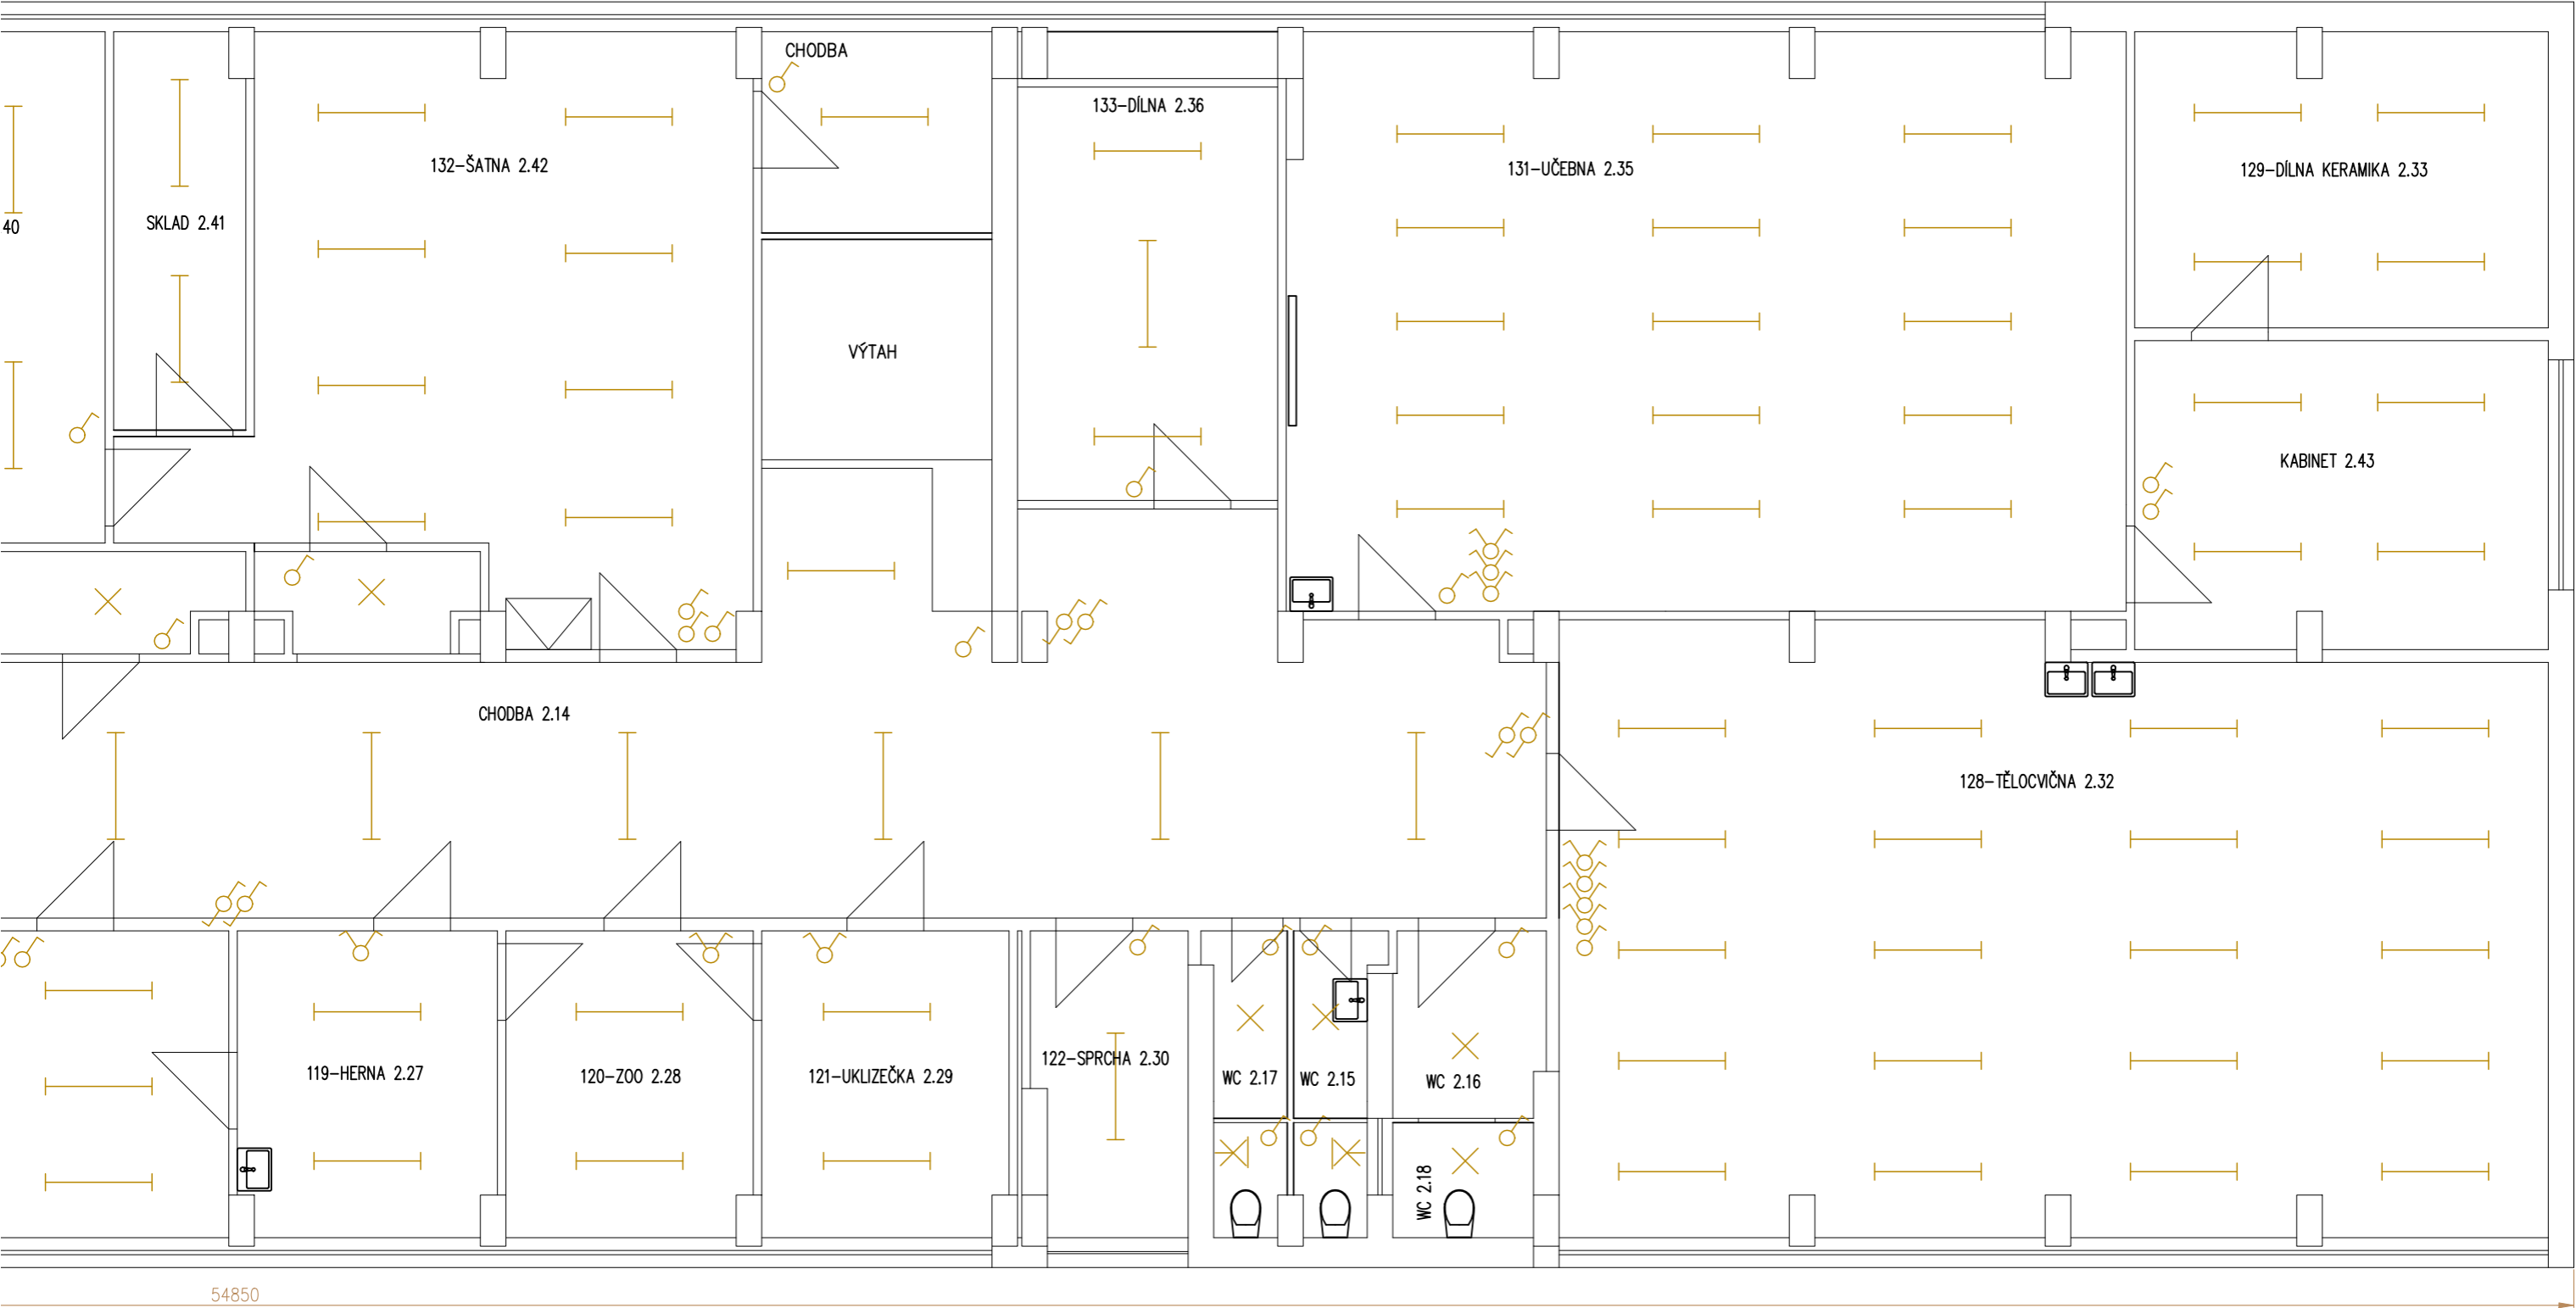 CHODBA
133-DÍLNA 2.36
132-ŠATNA 2.42
131-UČEBNA 2.35
129-DÍLNA KERAMIKA 2.33
40
SKLAD 2.41
VÝTAH
KABINET 2.43
CHODBA 2.14
128-TĚLOCVIČNA 2.32
119-HERNA 2.27
120-ZOO 2.28
121-UKLIZEČKA 2.29
122-SPRCHA 2.30
WC 2.17
WC 2.15
WC 2.16
WC 2.18
54850